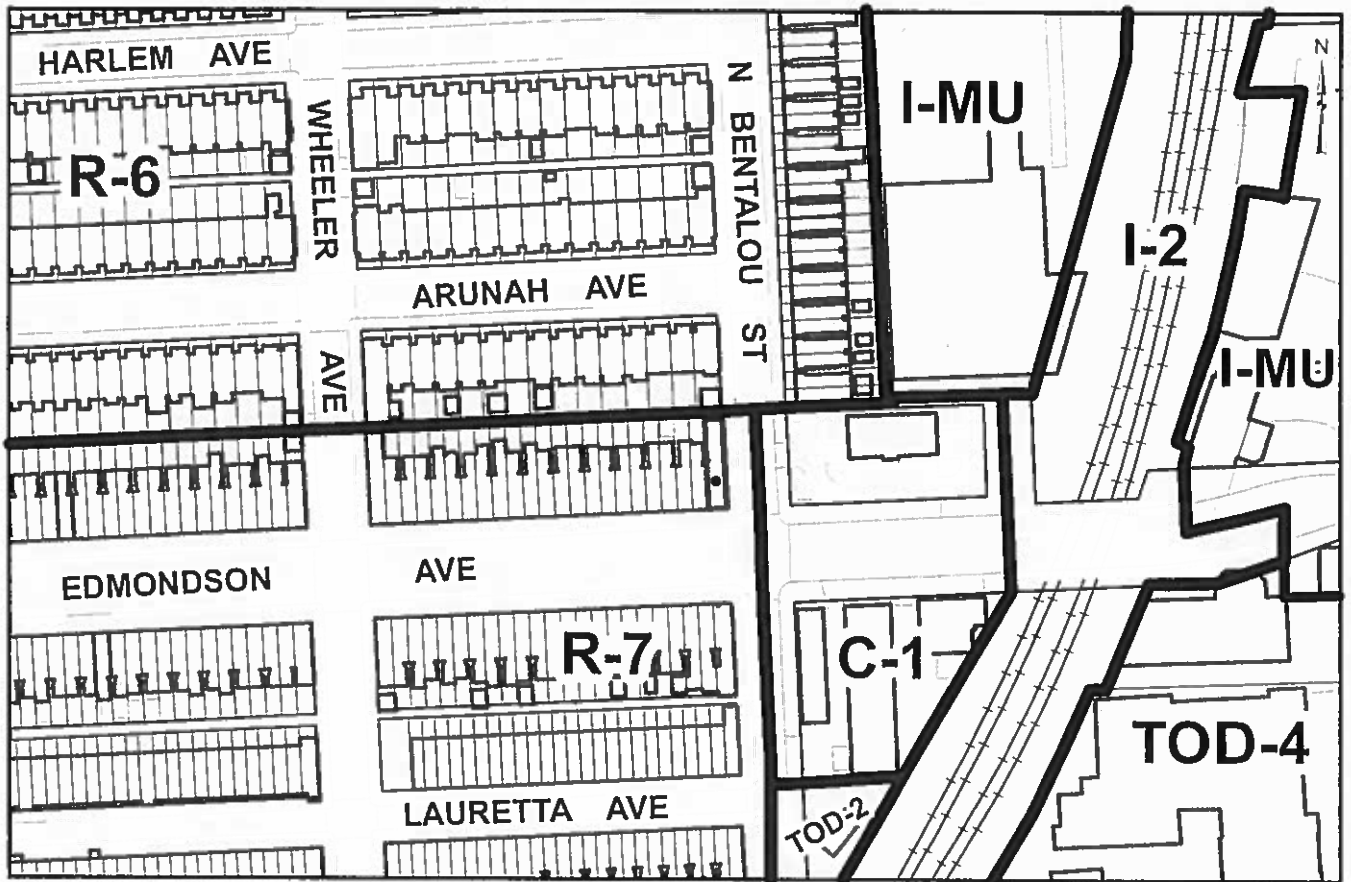 HARLEM AVE
N
I-MU
WHEELER
AVE
N BENTALOU ST
R-6
I-2
ARUNAH AVE
I-MU
EDMONDSON AVE
R-7
C-1
TOD-4
LAURETTA AVE
TOD-2